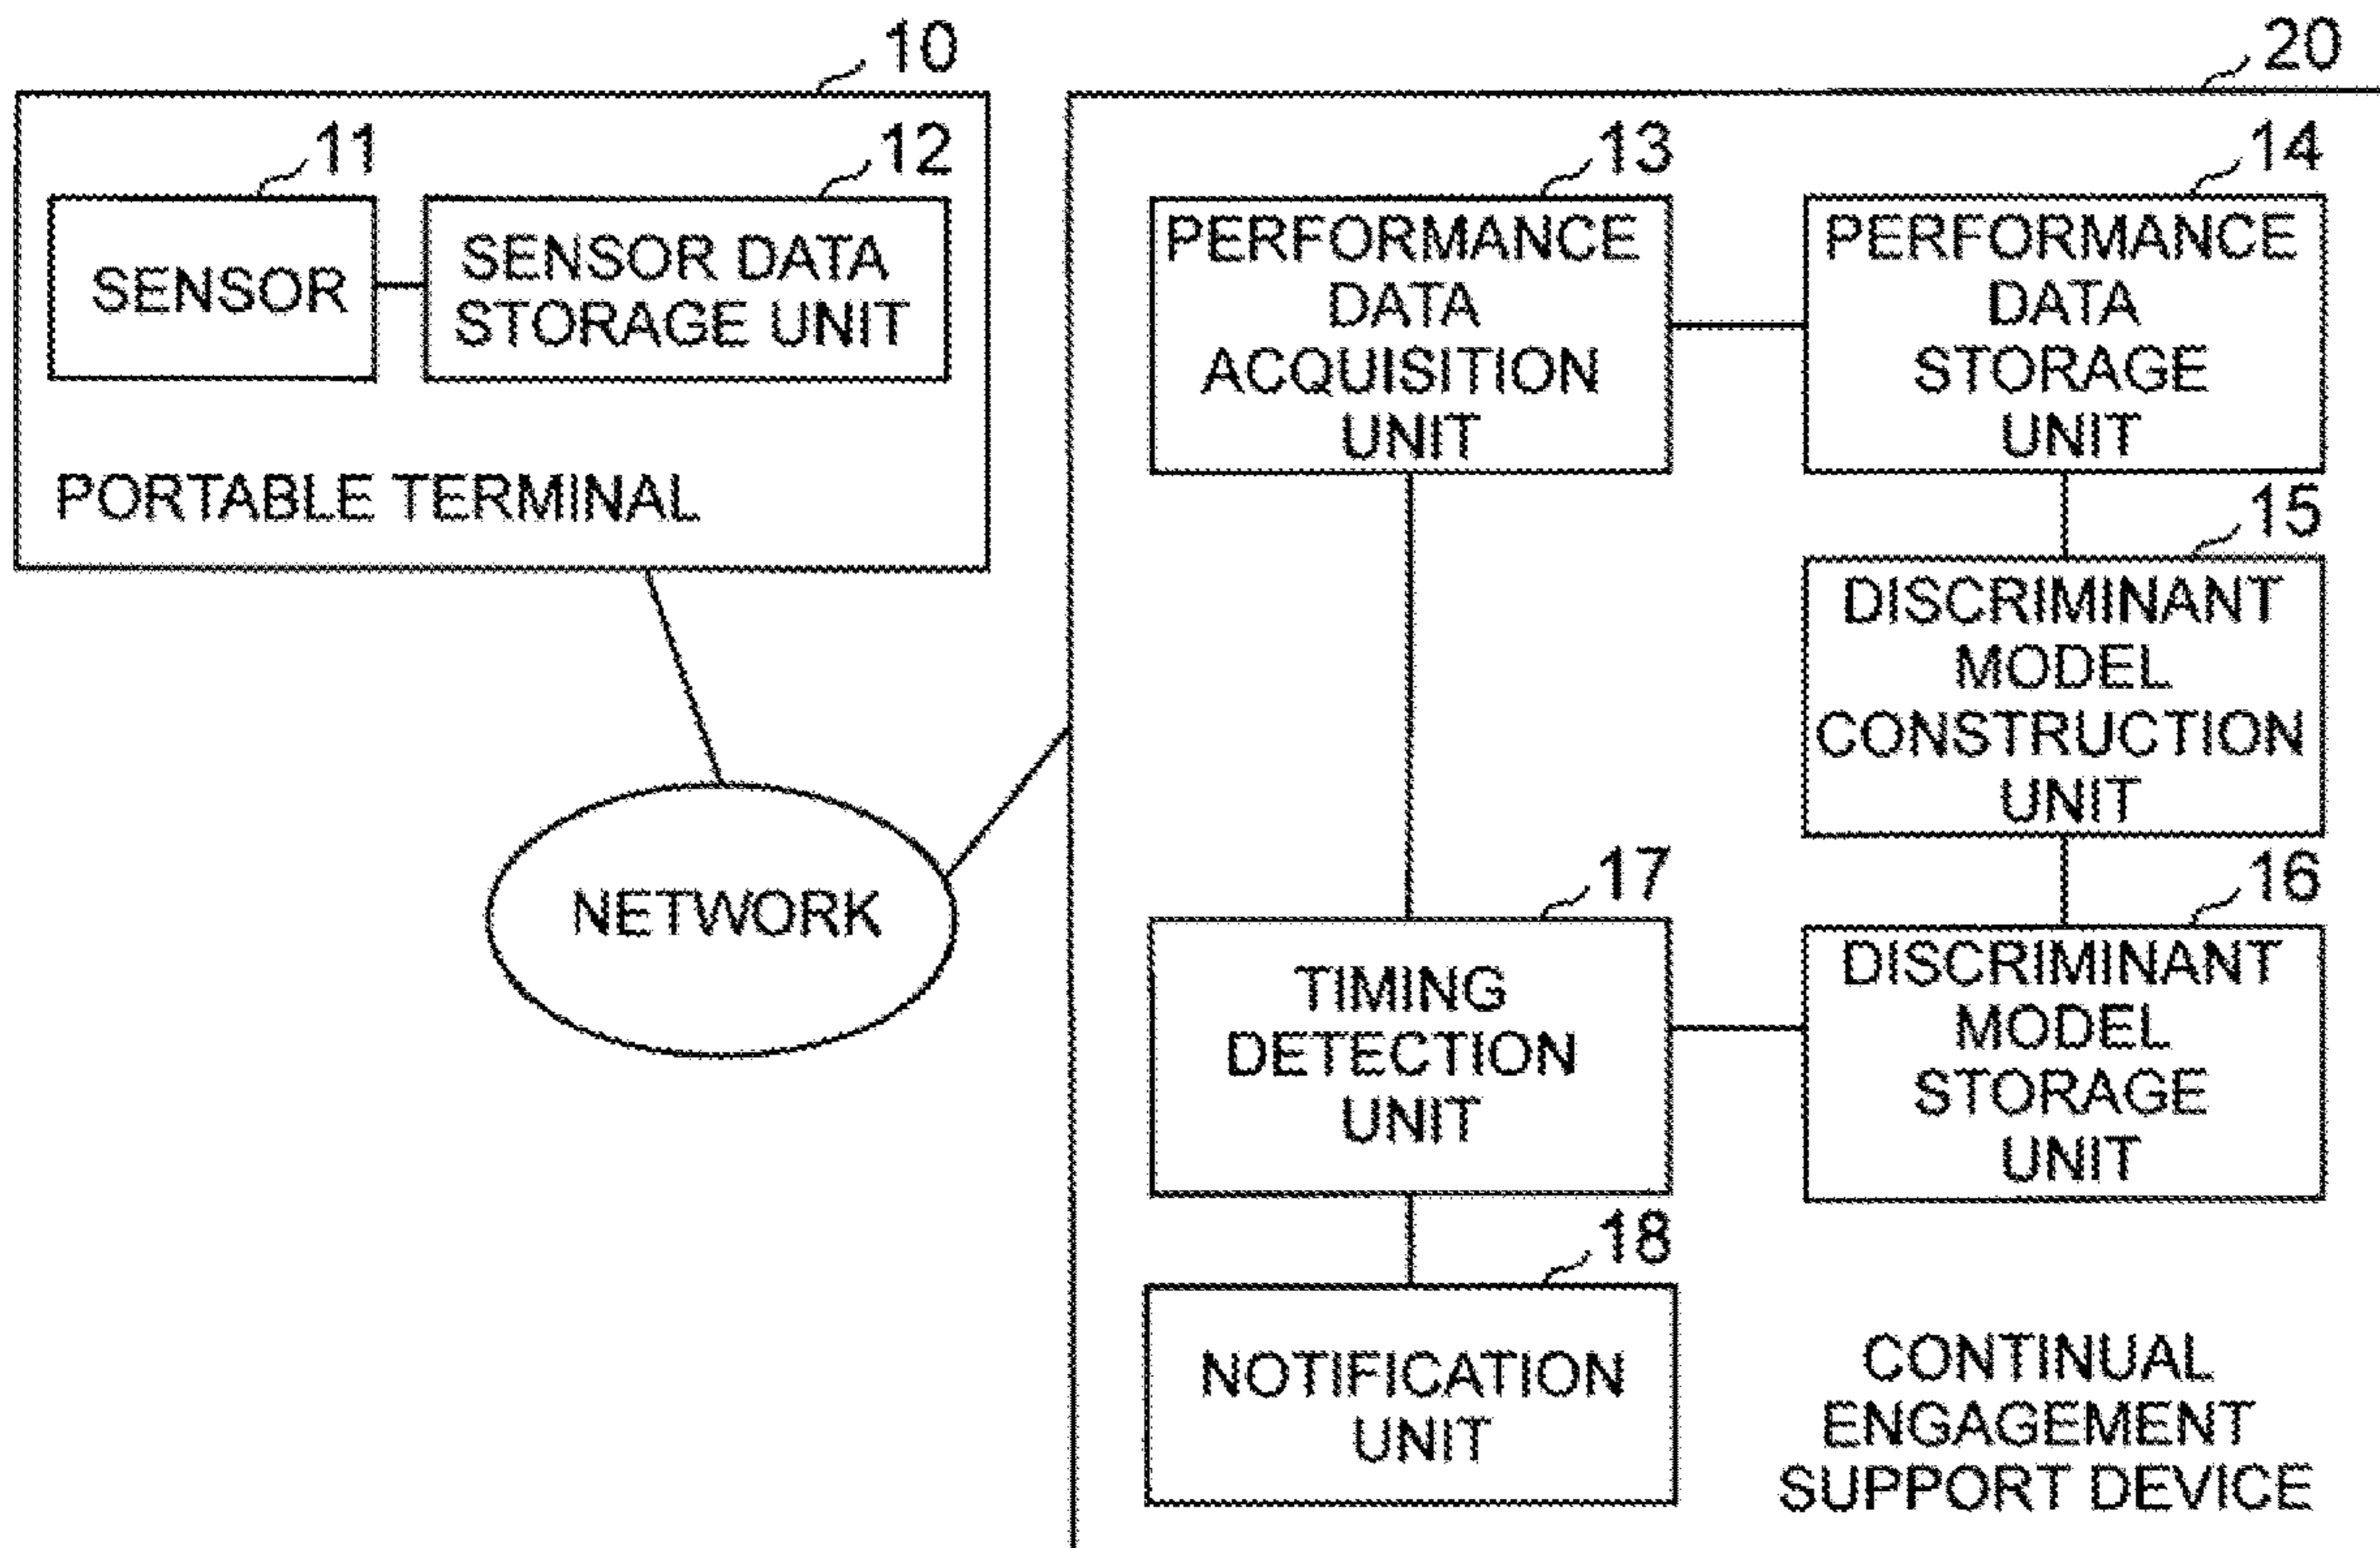 10
11
12
SENSOR
SENSOR DATA
STORAGE UNIT
PORTABLE TERMINAL
NETWORK
20
13
PERFORMANCE
DATA
ACQUISITION
UNIT
14
PERFORMANCE
DATA
STORAGE
UNIT
15
DISCRIMINANT
MODEL
CONSTRUCTION
UNIT
16
DISCRIMINANT
MODEL
STORAGE
UNIT
17
TIMING
DETECTION
UNIT
18
NOTIFICATION
UNIT
CONTINUAL
ENGAGEMENT
SUPPORT DEVICE